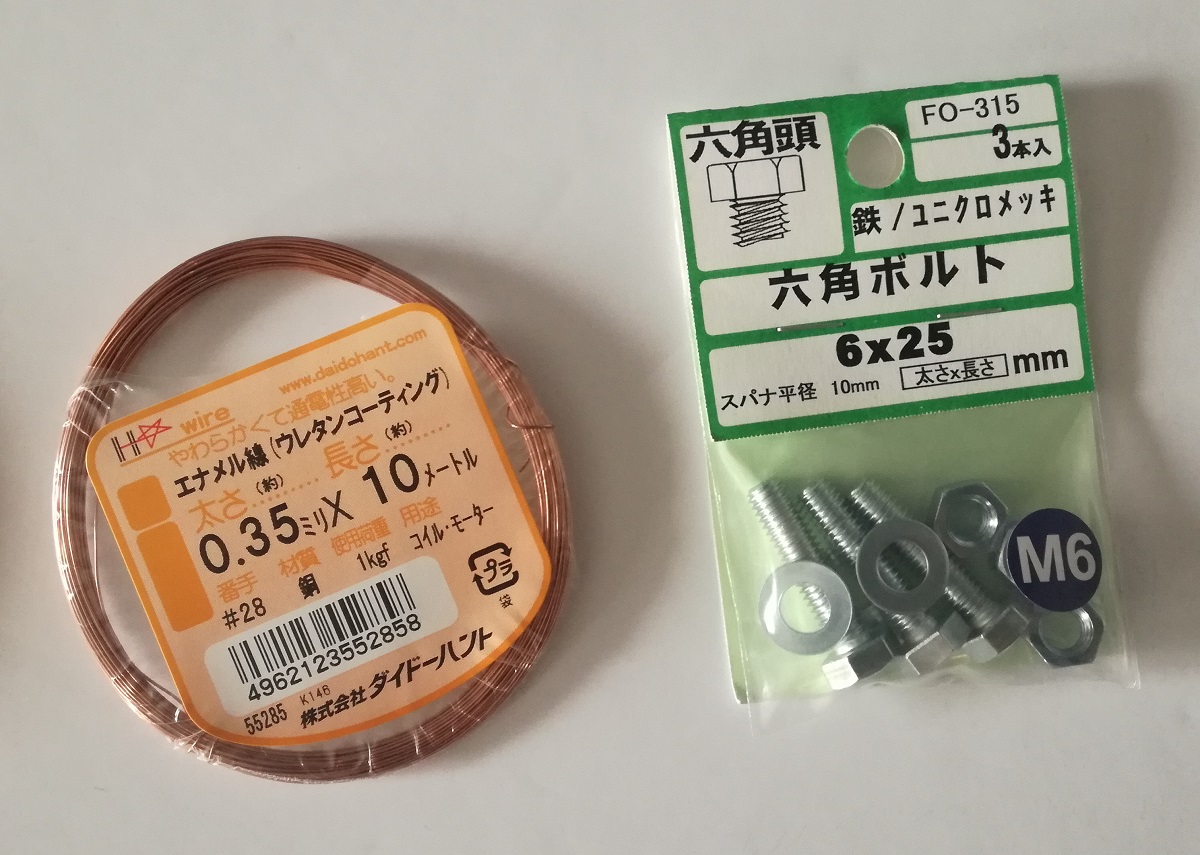 www.daidohant.com
H☆ wire
やわらかくて通電性高い。
エナメル線(ウレタンコーティング)
太さ(約) 長さ(約)
0.35ミリX 10メートル
番手 材質 使用荷重 用途
#28 銅 1kgf コイル・モーター
プラ
袋
4962123552858
55285 K146 株式会社ダイドーハント
六角頭
FO-315
3本入
鉄/ユニクロメッキ
六角ボルト
6x25 mm
スパナ平径 10mm 太さx長さ
M6